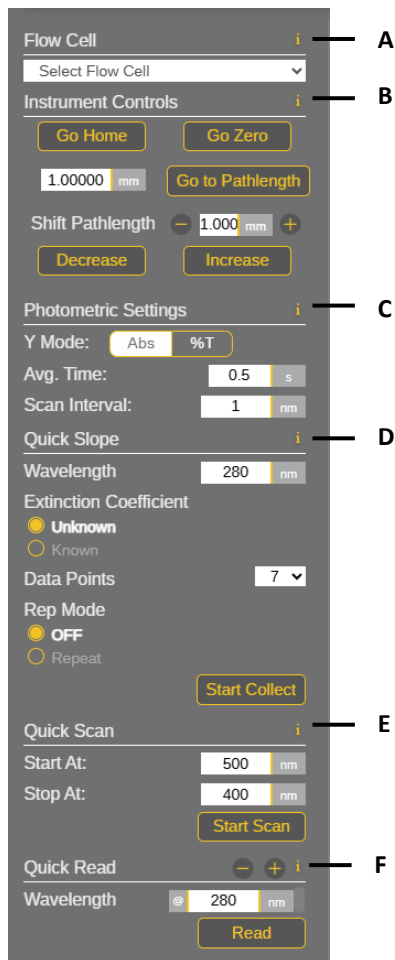 Flow Cell i A
Select Flow Cell
Instrument Controls i B
Go Home Go Zero
1.00000 mm Go to Pathlength
Shift Pathlength − 1.000 mm +
Decrease Increase
Photometric Settings i C
Y Mode: Abs %T
Avg. Time: 0.5 s
Scan Interval: 1 nm
Quick Slope i D
Wavelength 280 nm
Extinction Coefficient
Unknown
Known
Data Points 7
Rep Mode
OFF
Repeat
Start Collect
Quick Scan i E
Start At: 500 nm
Stop At: 400 nm
Start Scan
Quick Read − + i F
Wavelength @ 280 nm
Read